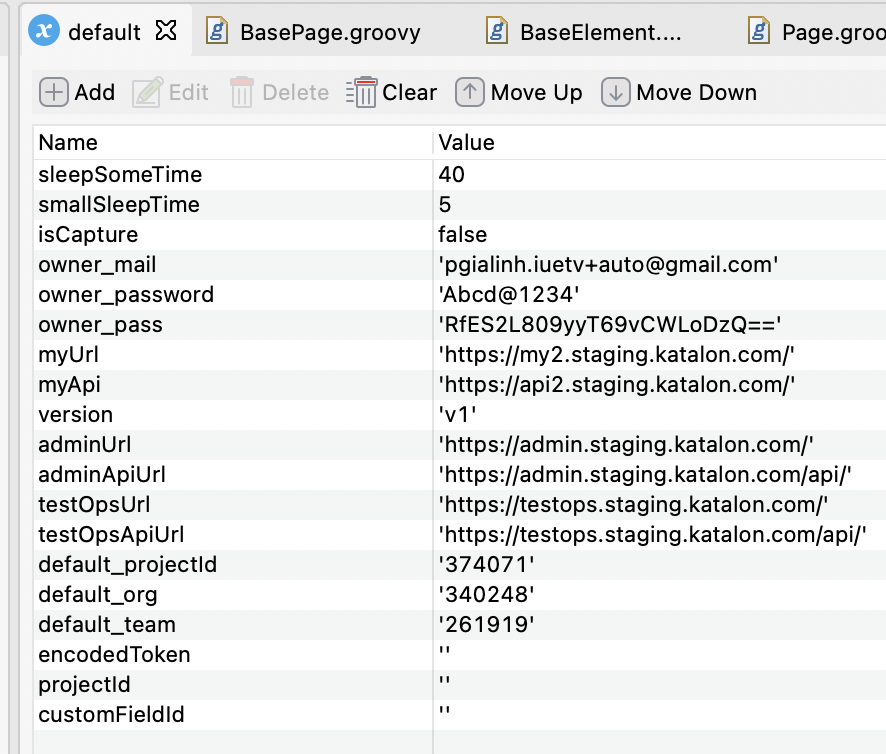 default BasePage.groovy BaseElement.... Page.groo
Add Edit Delete Clear Move Up Move Down
Name Value
sleepSomeTime 40
smallSleepTime 5
isCapture false
owner_mail 'pgialinh.iuetv+auto@gmail.com'
owner_password 'Abcd@1234'
owner_pass 'RfES2L809yyT69vCWLoDzQ=='
myUrl 'https://my2.staging.katalon.com/'
myApi 'https://api2.staging.katalon.com/'
version 'v1'
adminUrl 'https://admin.staging.katalon.com/'
adminApiUrl 'https://admin.staging.katalon.com/api/'
testOpsUrl 'https://testops.staging.katalon.com/'
testOpsApiUrl 'https://testops.staging.katalon.com/api/'
default_projectId '374071'
default_org '340248'
default_team '261919'
encodedToken ''
projectId ''
customFieldId ''